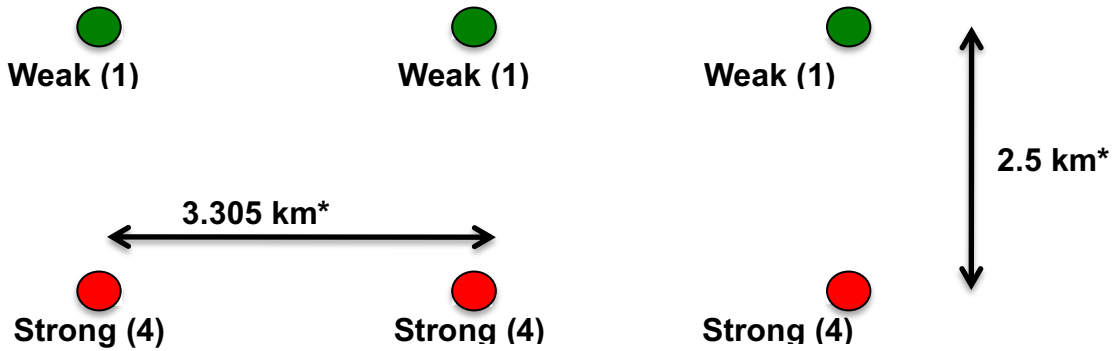 Weak (1)
Weak (1)
Weak (1)
2.5 km*
3.305 km*
Strong (4)
Strong (4)
Strong (4)